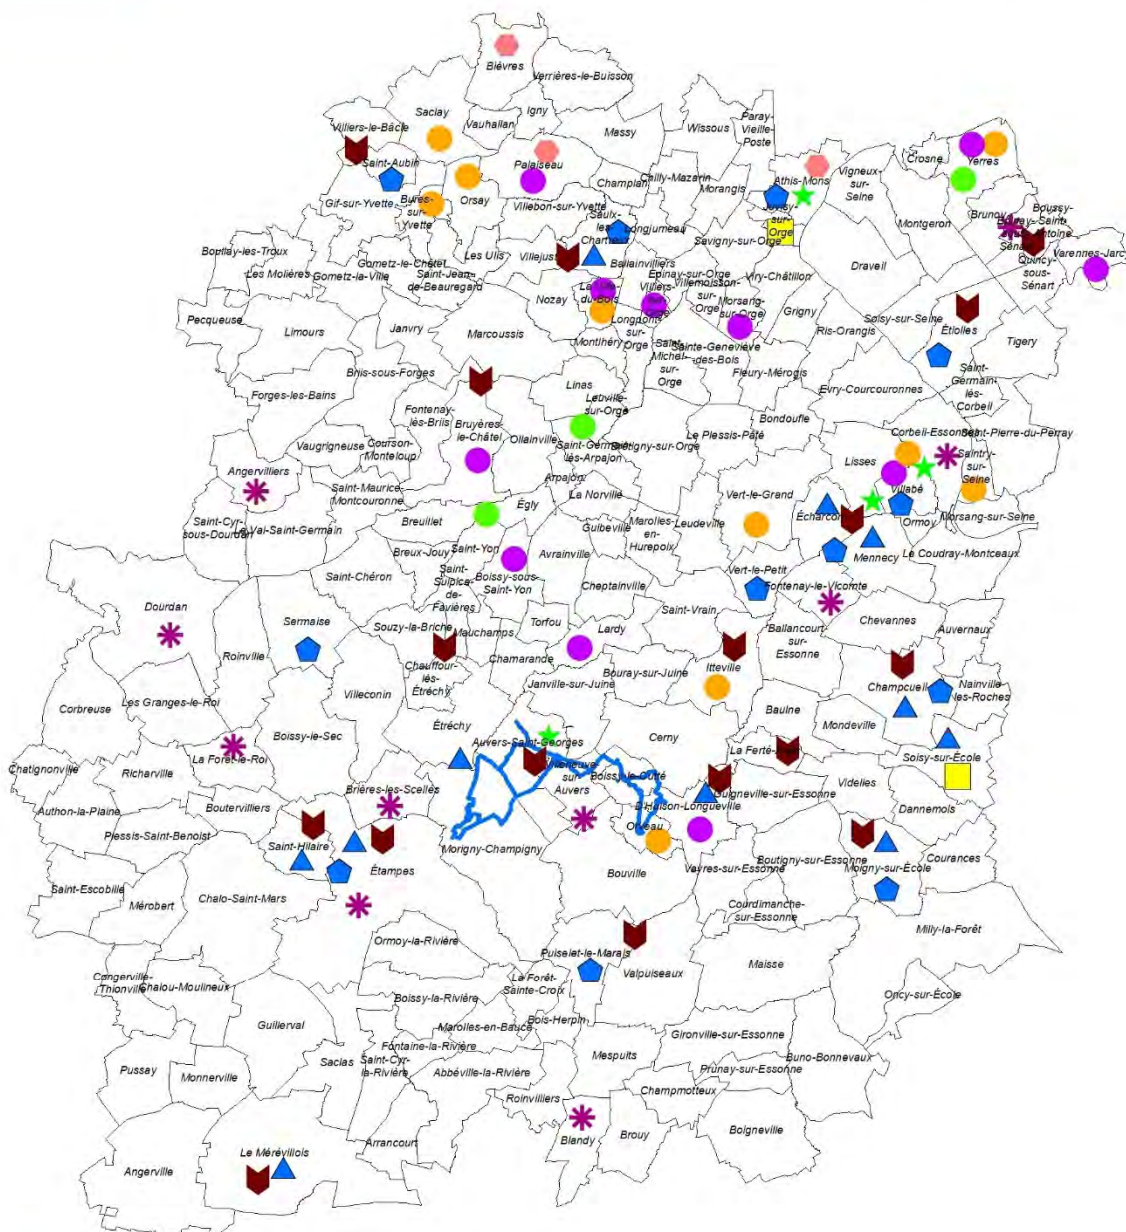 Bièvres
Verrières-le-Buisson
Saclay
Igny
Vauhallan
Massy
Wissous
Paray-
Vieille-
Poste
Villiers-le-Bâcle
Saint-Aubin
Palaiseau
Champlan
Morangis
Athis-Mons
Vigneux-
sur-
Seine
Crosne
Yerres
Gif-sur-Yvette
Bures-
sur-
Yvette
Orsay
Villebon-sur-Yvette
Saulx-
les-
Chartreux
Longjumeau
Juvisy-
sur-
Orge
Savigny-sur-Orge
Montgeron
Brunoy
Boussy-
Saint-
Antoine
Quincy-
sous-
Sénart
Varennes-Jarcy
Boullay-les-Troux
Les Molières
Gometz-le-Châtel
Gometz-la-Ville
Saint-Jean-
de-Beauregard
Les Ulis
Villejust
Ballainvilliers
Epinay-sur-Orge
Villemoisson-
sur-
Orge
Viry-Châtillon
Draveil
Pecqueuse
Limours
Janvry
Marcoussis
Nozay
La Ville-
du-Bois
Villiers-
sur-
Orge
Longpont-
sur-
Orge
Morsang-
sur-Orge
Grigny
Ris-Orangis
Soisy-sur-Seine
Étiolles
Tigery
Montlhéry
Saint-
Michel-
sur-
Orge
Sainte-Geneviève
-des-Bois
Fleury-Mérogis
Evry-Courcouronnes
Saint-
Germain-
lès-
Corbeil
Briis-sous-Forges
Forges-les-Bains
Fontenay-
lès-
Briis
Bruyères-
le-Châtel
Linas
Leuville-
sur-Orge
Ollainville
Saint-Germain-
lès-Arpajon
Brétigny-sur-Orge
Le Plessis-Pâté
Bondoufle
Lisses
Corbeil-Essonnes
Saint-Pierre-du-Perray
Saintry-
sur-
Seine
Vaugrigneuse
Courson-
Monteloup
Angervilliers
Saint-Maurice-
Montcouronne
Arpajon
La Norville
Égly
Vert-le-Grand
Villabé
Morsang-sur-Seine
Saint-Cyr-
sous-Dourdan
Le Val-Saint-Germain
Breuillet
Guibeville
Marolles-
en-
Hurepoix
Leudeville
Écharcon
Ormoy
Mennecy
Le Coudray-Montceaux
Saint-Chéron
Breux-Jouy
Saint-Yon
Saint-
Sulpice-
de-
Favières
Boissy-sous-
Saint-Yon
Avrainville
Cheptainville
Vert-le-Petit
Fontenay-le-Vicomte
Dourdan
Sermaise
Souzy-la-Briche
Mauchamps
Torfou
Lardy
Saint-Vrain
Ballancourt-
sur-
Essonne
Chevannes
Auvernaux
Roinville
Chauffour-
lès-
Étréchy
Chamarande
Bouray-sur-Juine
Itteville
Champcueil
Nainville
-les-Roches
Corbreuse
Les Granges-le-Roi
Villeconin
Janville-sur-Juine
Baulne
Mondeville
Étréchy
Boissy-le-Sec
Cerny
Auvers-Saint-Georges
La Forêt-le-Roi
Chatignonville
Richarville
Villeneuve-
sur-
Auvers
Boissy-le-Cutté
Soisy-sur-École
Videlles
Guigneville-sur-Essonne
D'Huison-Longueville
Dannemois
Authon-la-Plaine
Boutervilliers
Brières-les-Scellés
Orveau
Plessis-Saint-Benoist
Saint-Hilaire
Étampes
Morigny-Champigny
Bouville
Vayres-sur-Essonne
Boutigny-sur-Essonne
Moigny-sur-École
Courances
Saint-Escobille
Mérobert
Chalo-Saint-Mars
Courdimanche-
sur-Essonne
Milly-la-Forêt
Ormoy-la-Rivière
Puiselet-le-Marais
Valpuiseaux
Maisse
Congerville-
Thionville
Chalou-Moulineux
La Forêt-
Sainte-Croix
Boissy-la-Rivière
Oncy-sur-École
Guillerval
Bois-Herpin
Marolles-en-Beauce
Gironville-sur-Essonne
Fontaine-la-Rivière
Saclas
Saint-Cyr-
la-Rivière
Mespuits
Buno-Bonnevaux
Pussay
Monnerville
Abbéville-la-Rivière
Prunay-sur-Essonne
Champmotteux
Roinvilliers
Boigneville
Arrancourt
Blandy
Brouy
Le Mérévillois
Angerville